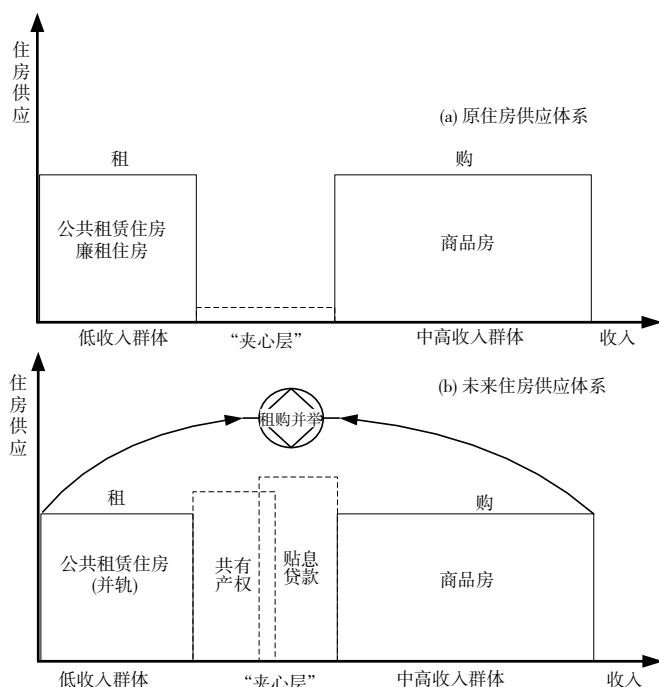 住房供应
(a) 原住房供应体系
租
购
公共租赁住房
廉租住房
商品房
低收入群体
“夹心层”
中高收入群体
收入
住房供应
(b) 未来住房供应体系
租购并举
租
购
公共租赁住房
(并轨)
共有
产权
贴息
贷款
商品房
低收入群体
“夹心层”
中高收入群体
收入